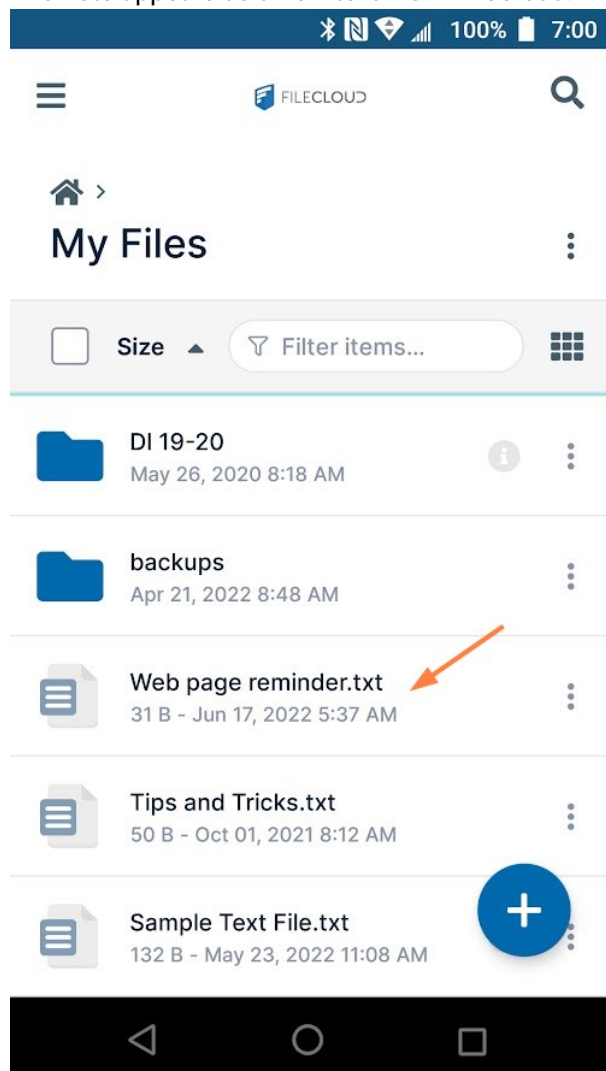 100% 7:00
FILECLOUD
My Files
Size Filter items...
DI 19-20
May 26, 2020 8:18 AM
backups
Apr 21, 2022 8:48 AM
Web page reminder.txt
31 B - Jun 17, 2022 5:37 AM
Tips and Tricks.txt
50 B - Oct 01, 2021 8:12 AM
Sample Text File.txt
132 B - May 23, 2022 11:08 AM